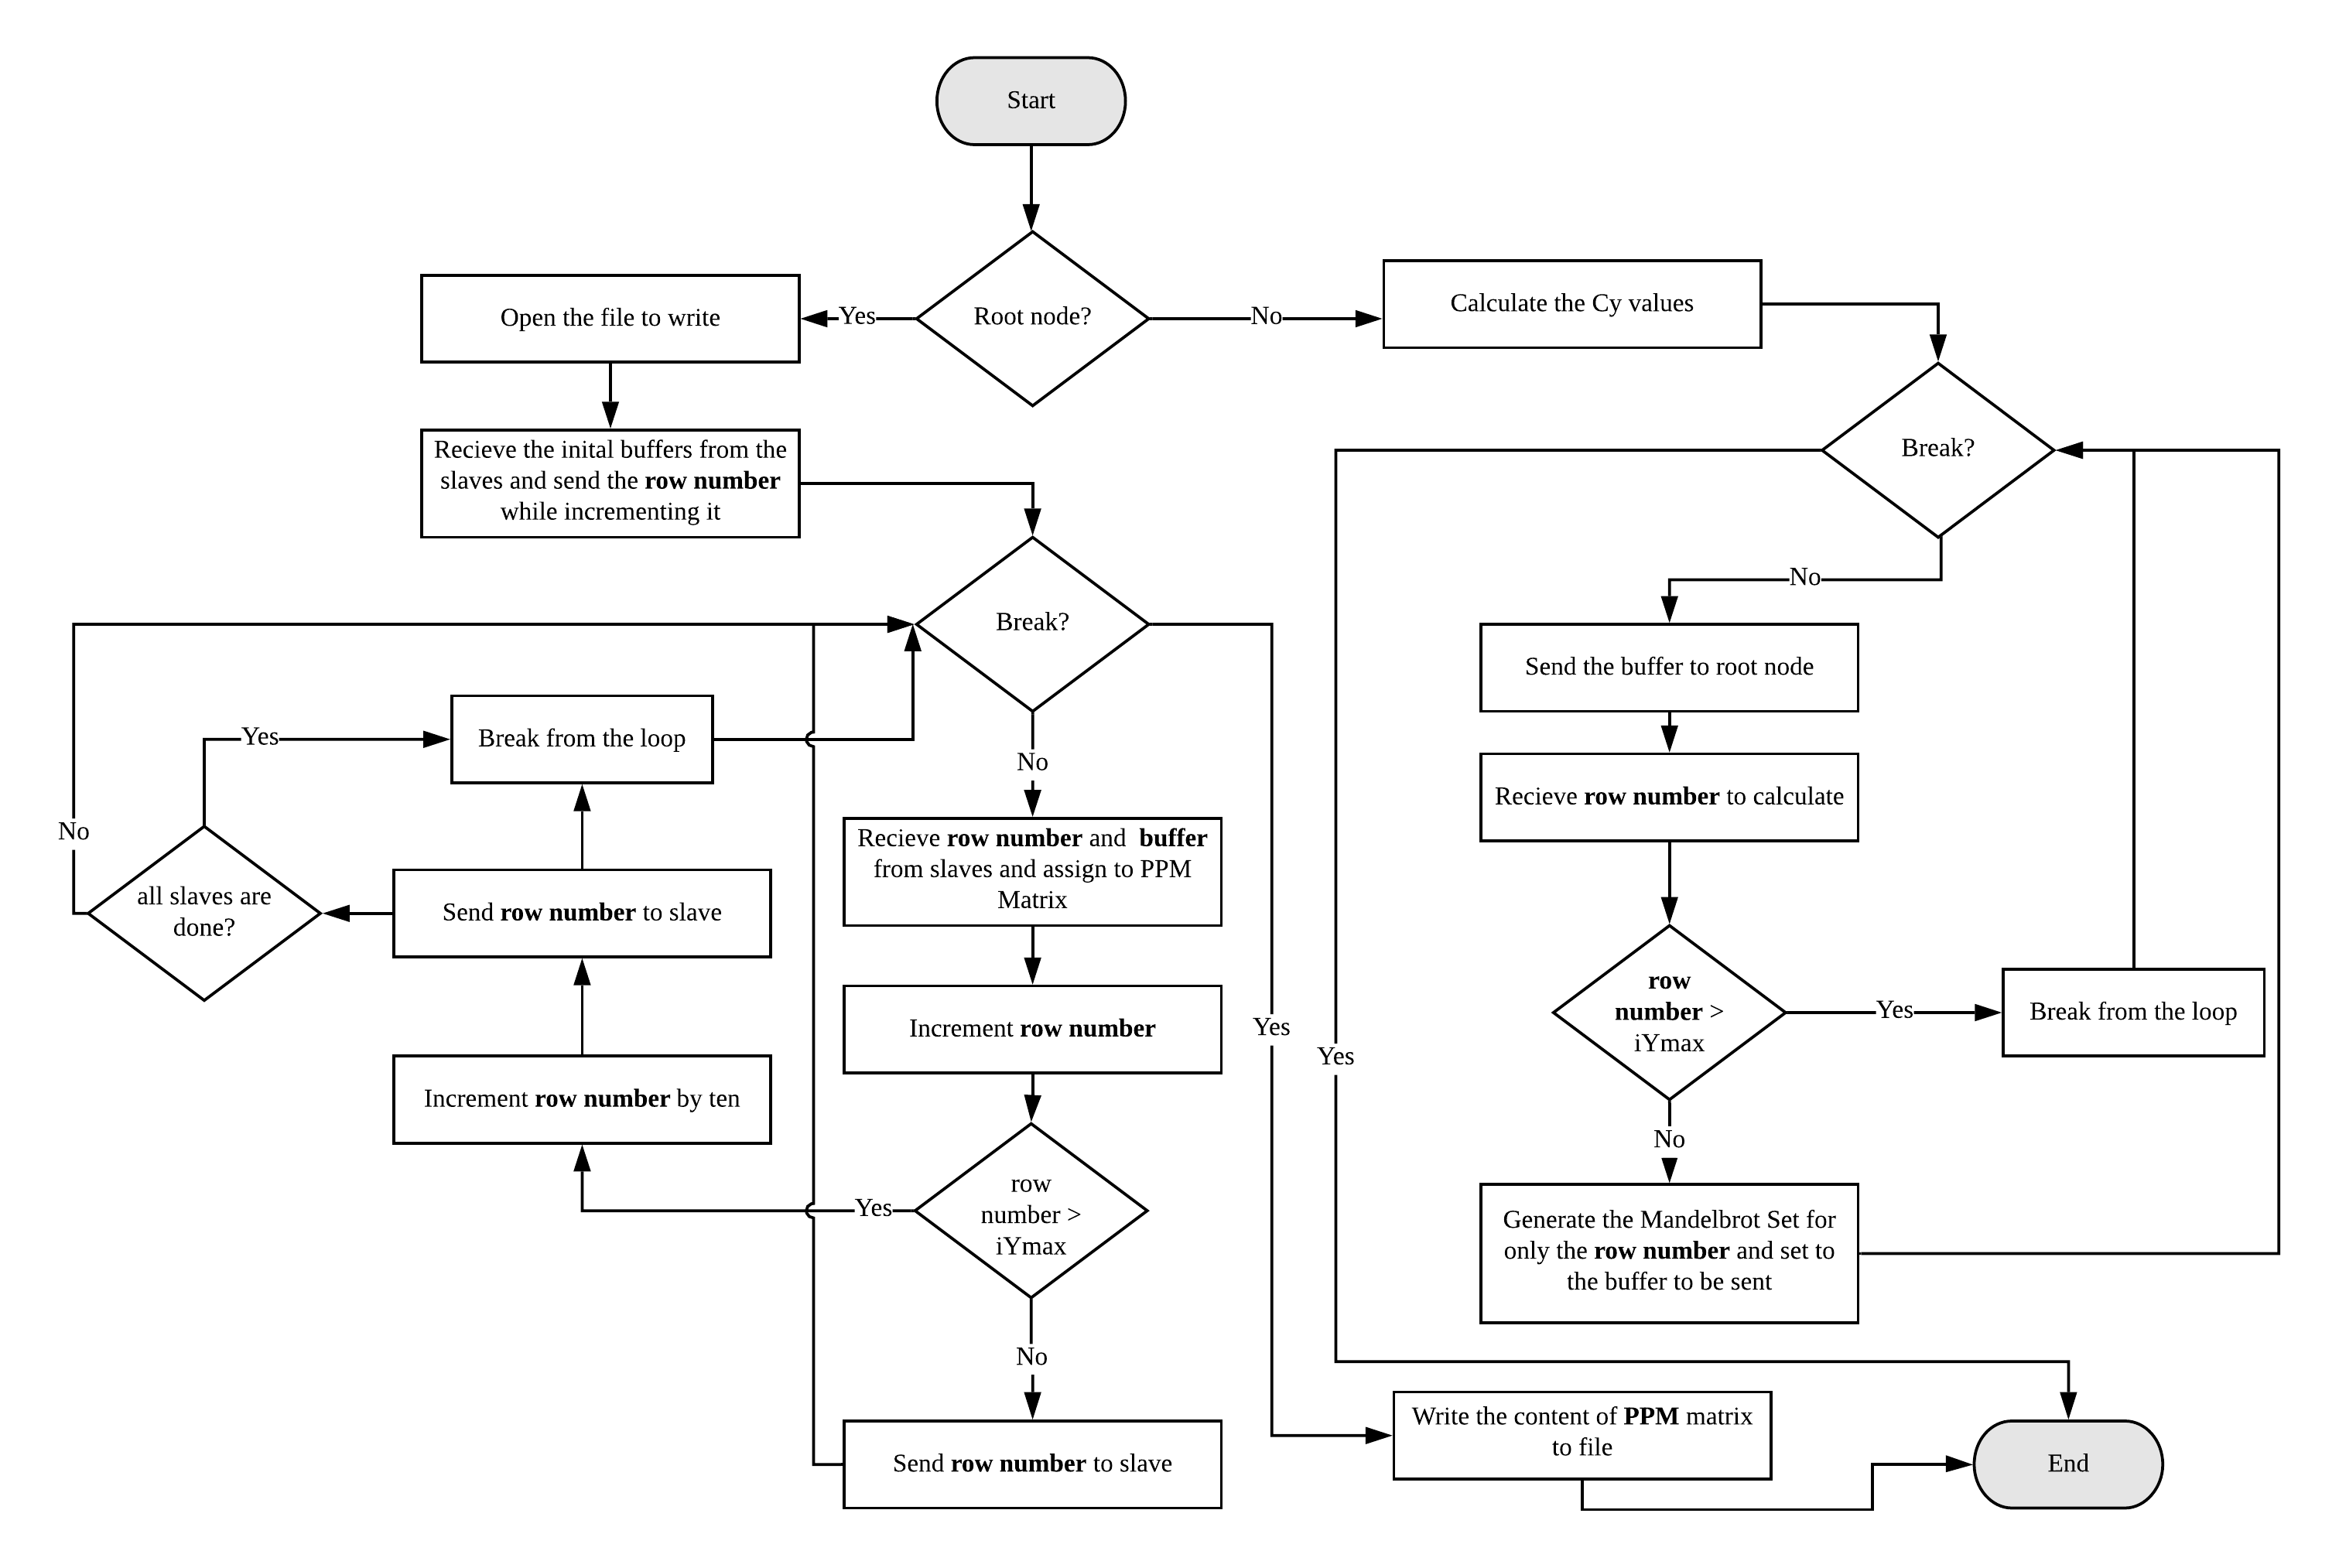 Start
Root node?
Yes
No
Open the file to write
Calculate the Cy values
Recieve the inital buffers from the
slaves and send the row number
while incrementing it
Break?
No
Yes
Break?
No
Yes
Send the buffer to root node
Recieve row number to calculate
row
number >
iYmax
Yes
Break from the loop
No
Generate the Mandelbrot Set for
only the row number and set to
the buffer to be sent
Recieve row number and  buffer
from slaves and assign to PPM
Matrix
Increment row number
row
number >
iYmax
Yes
No
Send row number to slave
Increment row number by ten
Send row number to slave
all slaves are
done?
No
Yes
Break from the loop
Write the content of PPM matrix
to file
End